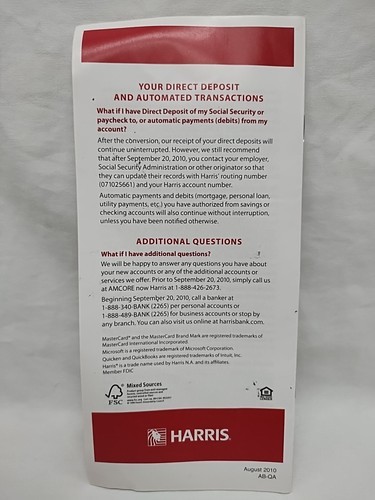 YOUR DIRECT DEPOSIT
AND AUTOMATED TRANSACTIONS
What if I have Direct Deposit of my Social Security or
paycheck to, or automatic payments (debits) from my
account?
After the conversion, our receipt of your direct deposits will
continue uninterrupted. However, we still recommend
that after September 20, 2010, you contact your employer,
Social Security Administration or other originator so that
they can update their records with Harris' routing number
(071025661) and your Harris account number.
Automatic payments and debits (mortgage, personal loan,
utility payments, etc.) you have authorized from savings or
checking accounts will also continue without interruption,
unless you have been notified otherwise.
ADDITIONAL QUESTIONS
What if I have additional questions?
We will be happy to answer any questions you have about
your new accounts or any of the additional accounts or
services we offer. Prior to September 20, 2010, simply call us
at AMCORE now Harris at 1-888-426-2673.
Beginning September 20, 2010, call a banker at
1-888-340-BANK (2265) for personal accounts or
1-888-489-BANK (2265) for business accounts or stop by
any branch. You can also visit us online at harrisbank.com.
MasterCard® and the MasterCard Brand Mark are registered trademarks of
MasterCard International Incorporated.
Microsoft is a registered trademark of Microsoft Corporation.
Quicken and QuickBooks are registered trademarks of Intuit, Inc.
Harris® is a trade name used by Harris N.A. and its affiliates.
Member FDIC
FSC
Mixed Sources
HARRIS
August 2010
AB-QA